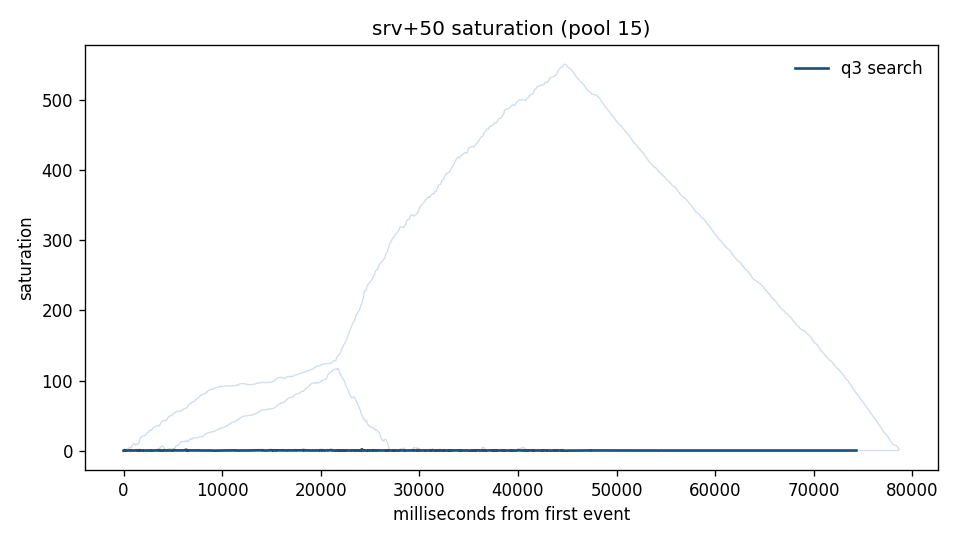 srv+50 saturation (pool 15)
q3 search
500
400
300
200
100
0
saturation
0 10000 20000 30000 40000 50000 60000 70000 80000
milliseconds from first event